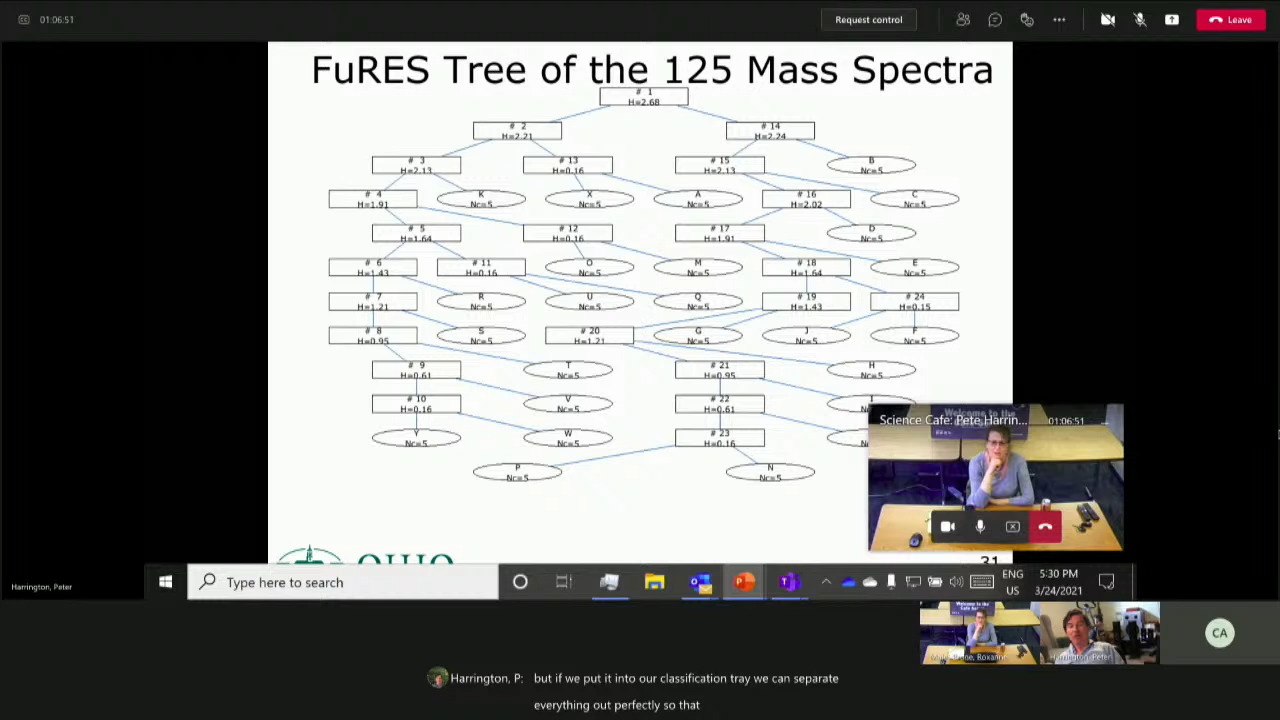 01:06:51
Request control
Leave
FuRES Tree of the 125 Mass Spectra
# 1
H=2.68
# 2
H=2.21
# 14
H=2.24
# 3
H=2.13
# 13
H=0.16
# 15
H=2.13
B
Nc=5
# 4
H=1.91
K
Nc=5
X
Nc=5
A
Nc=5
# 16
H=2.02
C
Nc=5
# 5
H=1.64
# 12
H=0.16
# 17
H=1.91
D
Nc=5
# 6
H=1.43
# 11
H=0.16
O
Nc=5
M
Nc=5
# 18
H=1.64
E
Nc=5
# 7
H=1.21
R
Nc=5
U
Nc=5
Q
Nc=5
# 19
H=1.43
# 24
H=0.15
# 8
H=0.95
S
Nc=5
# 20
H=1.21
G
Nc=5
J
Nc=5
F
Nc=5
# 9
H=0.61
T
Nc=5
# 21
H=0.95
H
Nc=5
# 10
H=0.16
V
Nc=5
# 22
H=0.61
I
Y
Nc=5
W
Nc=5
# 23
H=0.16
P
Nc=5
N
Nc=5
Science Cafe: Pete Harrin...
01:06:51
Welcome to the
OHIO
31
Harrington, Peter
Type here to search
ENG
US
5:30 PM
3/24/2021
Harrington, Peter
CA
Harrington, P: but if we put it into our classification tray we can separate
everything out perfectly so that